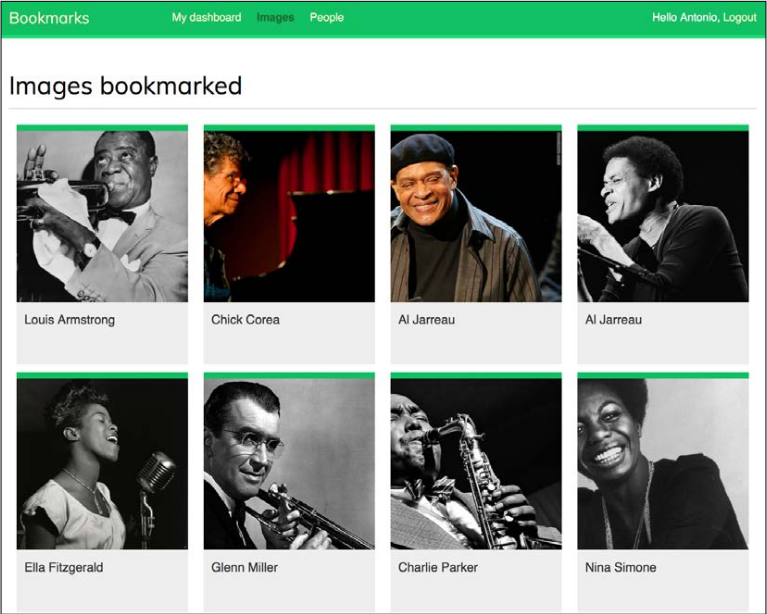 Bookmarks My dashboard Images People Hello Antonio, Logout
Images bookmarked
Louis Armstrong Chick Corea Al Jarreau Al Jarreau
Ella Fitzgerald Glenn Miller Charlie Parker Nina Simone